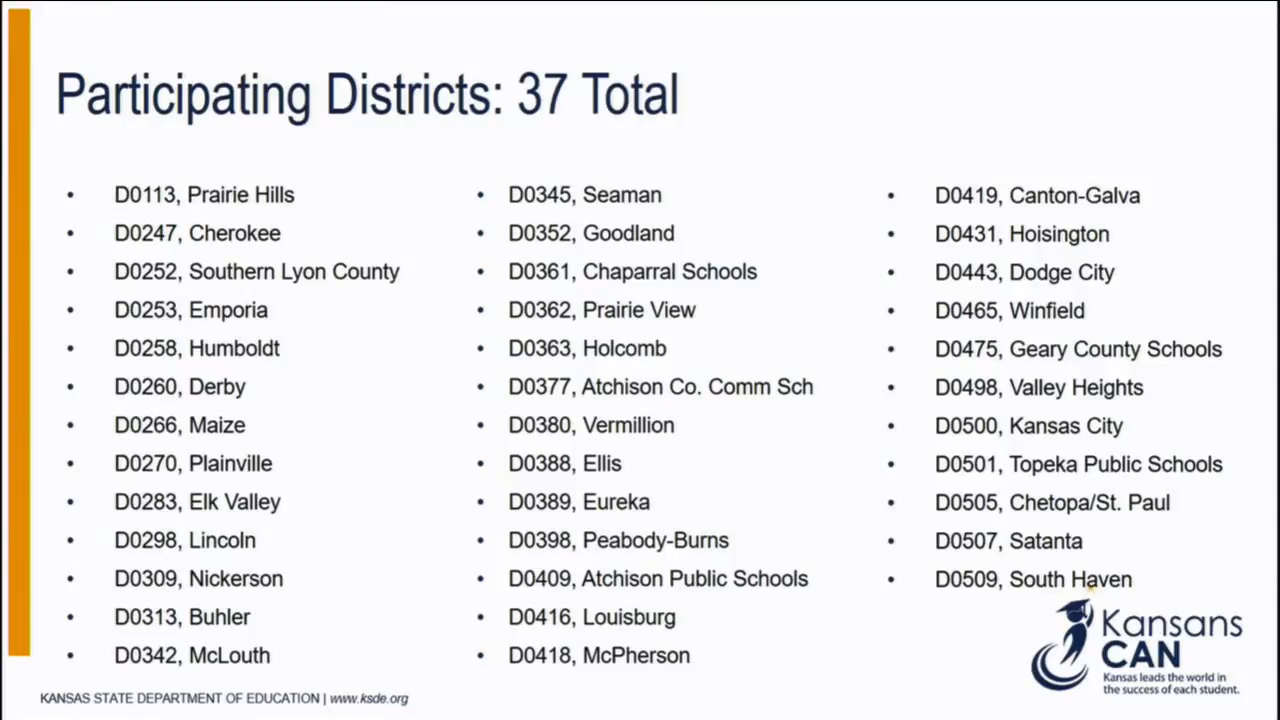 Participating Districts: 37 Total
• D0113, Prairie Hills
• D0247, Cherokee
• D0252, Southern Lyon County
• D0253, Emporia
• D0258, Humboldt
• D0260, Derby
• D0266, Maize
• D0270, Plainville
• D0283, Elk Valley
• D0298, Lincoln
• D0309, Nickerson
• D0313, Buhler
• D0342, McLouth
• D0345, Seaman
• D0352, Goodland
• D0361, Chaparral Schools
• D0362, Prairie View
• D0363, Holcomb
• D0377, Atchison Co. Comm Sch
• D0380, Vermillion
• D0388, Ellis
• D0389, Eureka
• D0398, Peabody-Burns
• D0409, Atchison Public Schools
• D0416, Louisburg
• D0418, McPherson
• D0419, Canton-Galva
• D0431, Hoisington
• D0443, Dodge City
• D0465, Winfield
• D0475, Geary County Schools
• D0498, Valley Heights
• D0500, Kansas City
• D0501, Topeka Public Schools
• D0505, Chetopa/St. Paul
• D0507, Satanta
• D0509, South Haven
Kansans
CAN
Kansas leads the world in
the success of each student.
KANSAS STATE DEPARTMENT OF EDUCATION | www.ksde.org